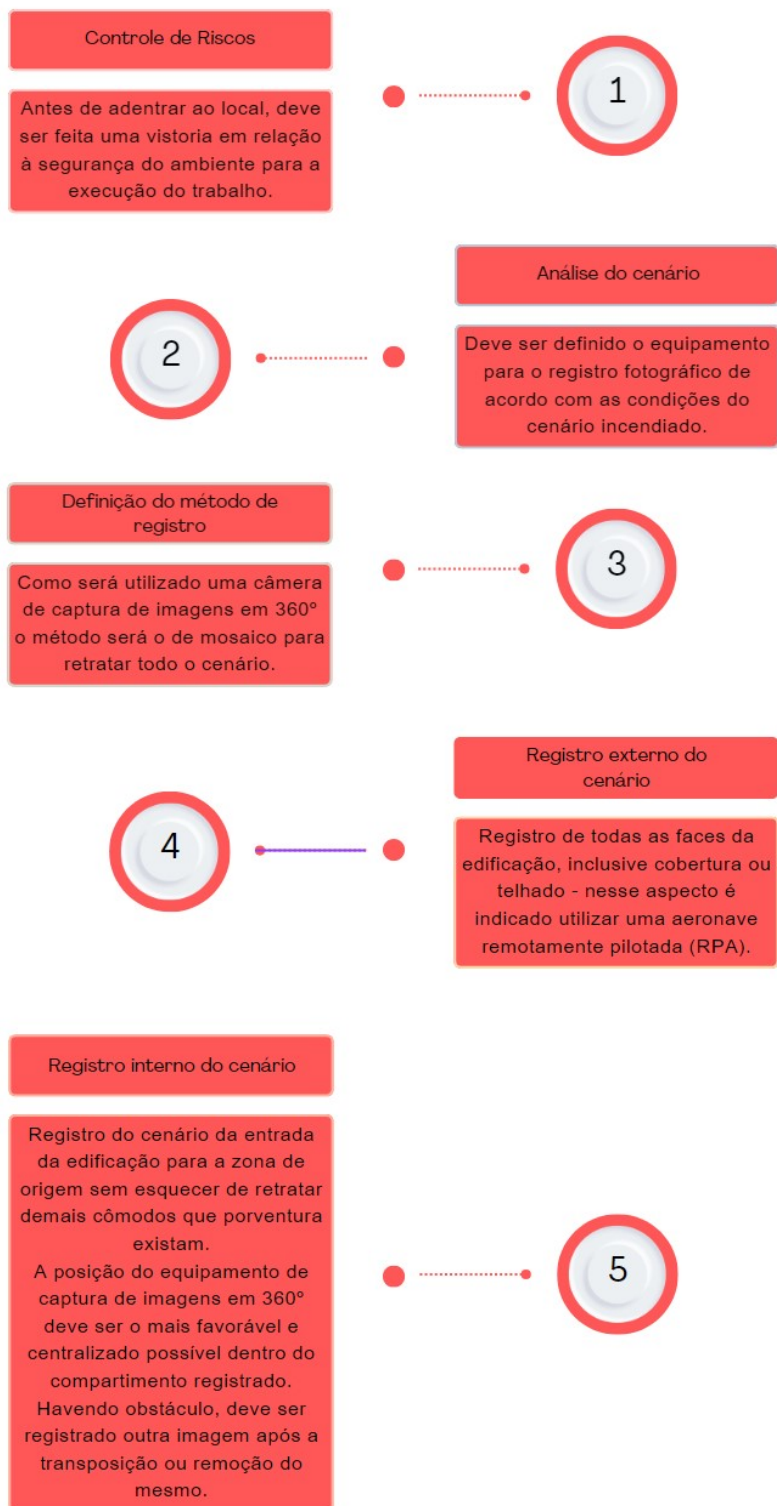 Controle de Riscos
1
Antes de adentrar ao local, deve
ser feita uma vistoria em relação
à segurança do ambiente para a
execução do trabalho.
Análise do cenário
2
Deve ser definido o equipamento
para o registro fotográfico de
acordo com as condições do
cenário incendiado.
Definição do método de
registro
3
Como será utilizado uma câmera
de captura de imagens em 360º
o método será o de mosaico para
retratar todo o cenário.
Registro externo do
cenário
4
Registro de todas as faces da
edificação, inclusive cobertura ou
telhado - nesse aspecto é
indicado utilizar uma aeronave
remotamente pilotada (RPA).
Registro interno do cenário
5
Registro do cenário da entrada
da edificação para a zona de
origem sem esquecer de retratar
demais cômodos que porventura
existam.
A posição do equipamento de
captura de imagens em 360º
deve ser o mais favorável e
centralizado possível dentro do
compartimento registrado.
Havendo obstáculo, deve ser
registrado outra imagem após a
transposição ou remoção do
mesmo.